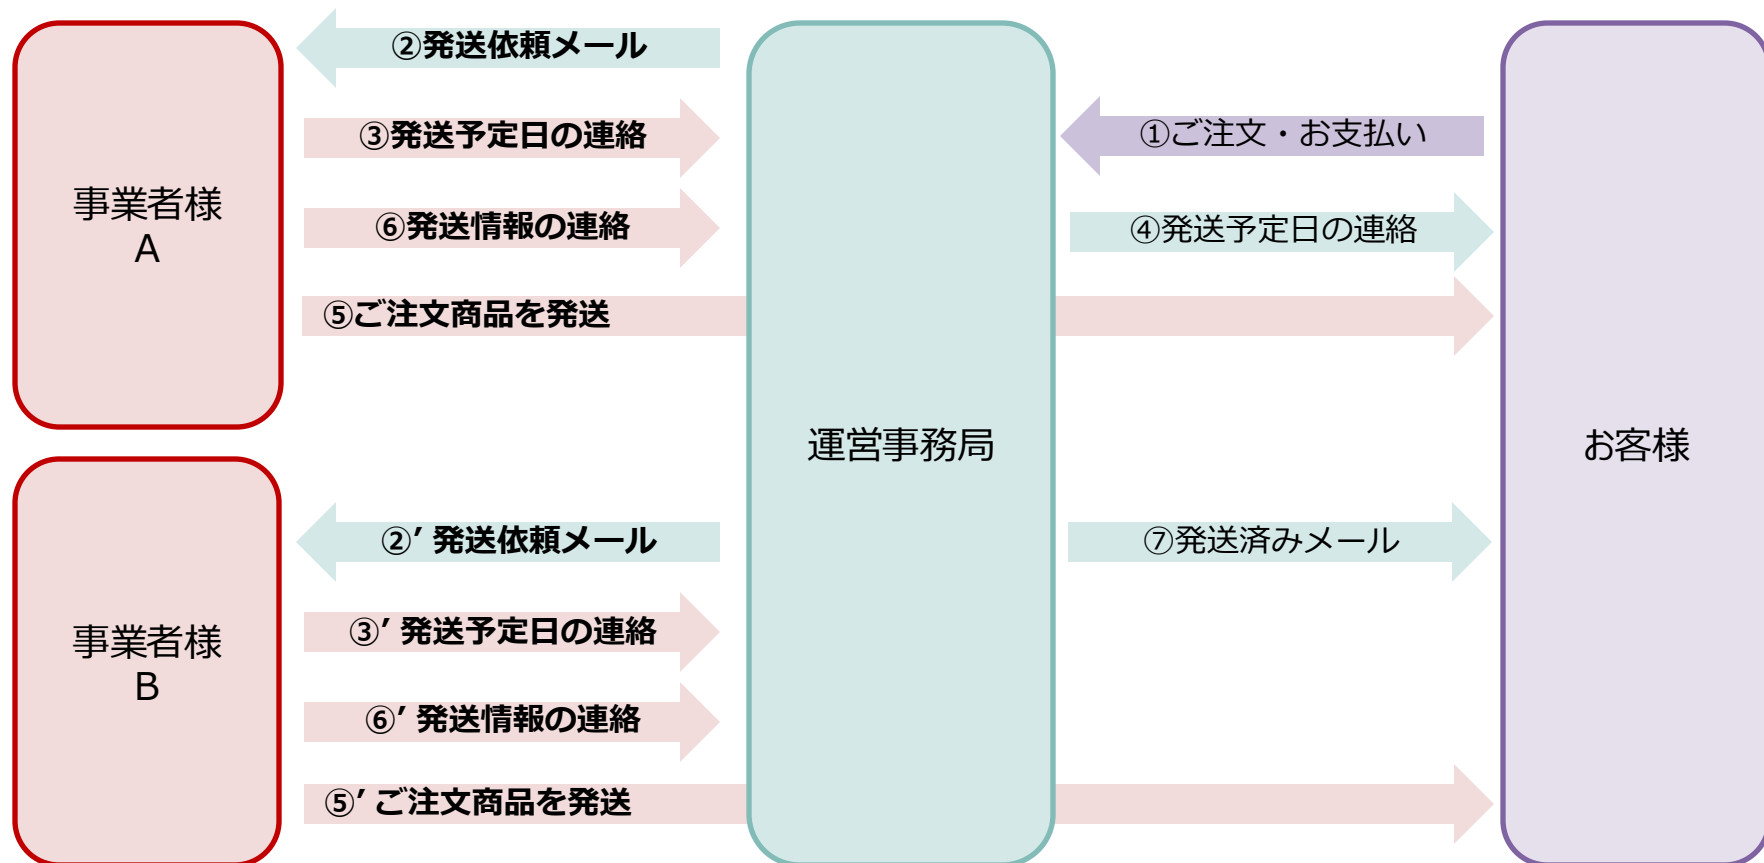 ②発送依頼メール
③発送予定日の連絡
①ご注文・お支払い
事業者様
A
⑥発送情報の連絡
④発送予定日の連絡
⑤ご注文商品を発送
運営事務局
お客様
②’ 発送依頼メール
⑦発送済みメール
③’ 発送予定日の連絡
事業者様
B
⑥’ 発送情報の連絡
⑤’ ご注文商品を発送